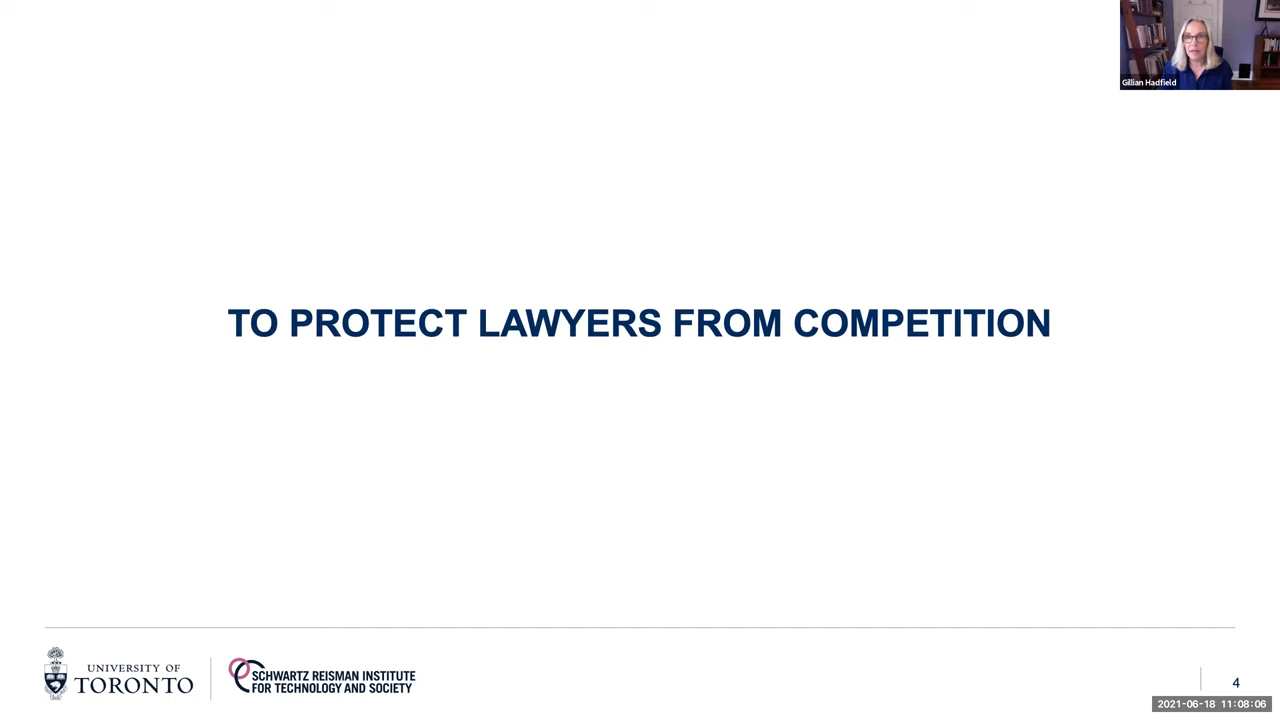 Gillian Hadfield
TO PROTECT LAWYERS FROM COMPETITION
UNIVERSITY OF
TORONTO
SCHWARTZ REISMAN INSTITUTE
FOR TECHNOLOGY AND SOCIETY
4
2021-06-18 11:08:06